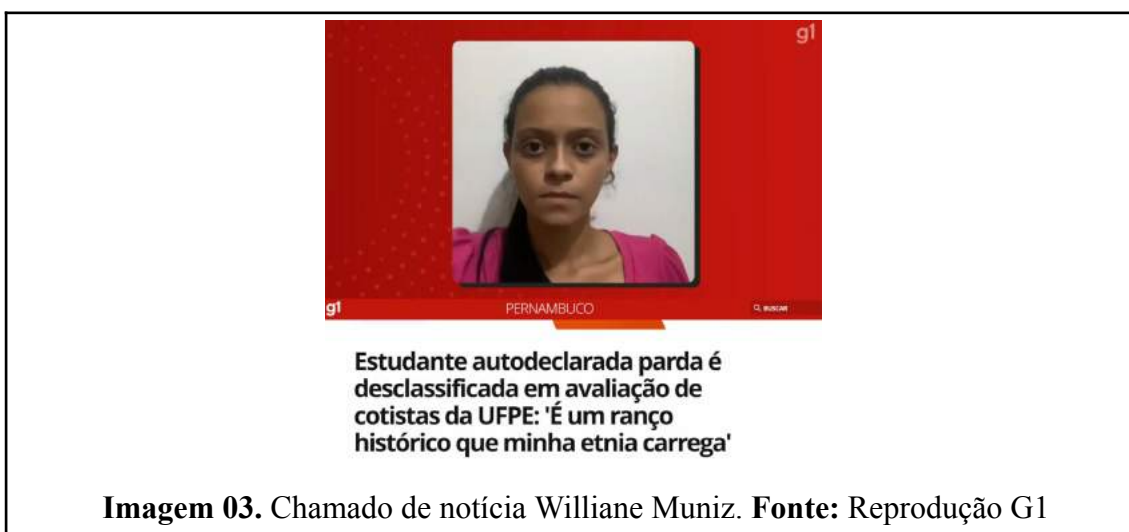 g1
g1
PERNAMBUCO
BUSCAR
Estudante autodeclarada parda é
desclassificada em avaliação de
cotistas da UFPE: 'É um ranço
histórico que minha etnia carrega'
Imagem 03. Chamado de notícia Williane Muniz. Fonte: Reprodução G1